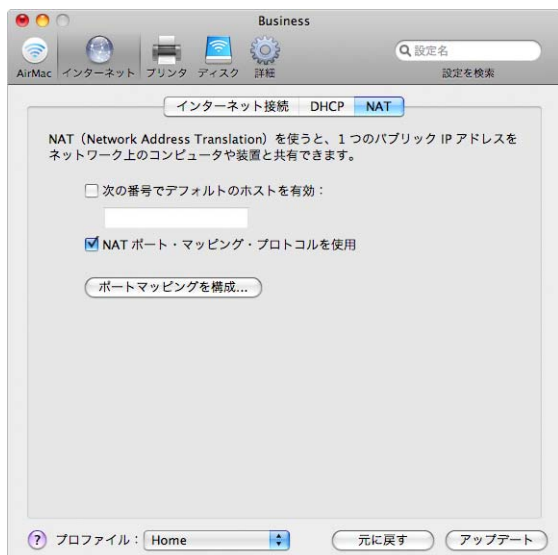 Business
設定名
AirMac インターネット プリンタ ディスク 詳細 設定を検索
インターネット接続 DHCP NAT
NAT（Network Address Translation）を使うと、1 つのパブリック IP アドレスを
ネットワーク上のコンピュータや装置と共有できます。
次の番号でデフォルトのホストを有効：
NAT ポート・マッピング・プロトコルを使用
ポートマッピングを構成...
? プロファイル： Home 元に戻す アップデート